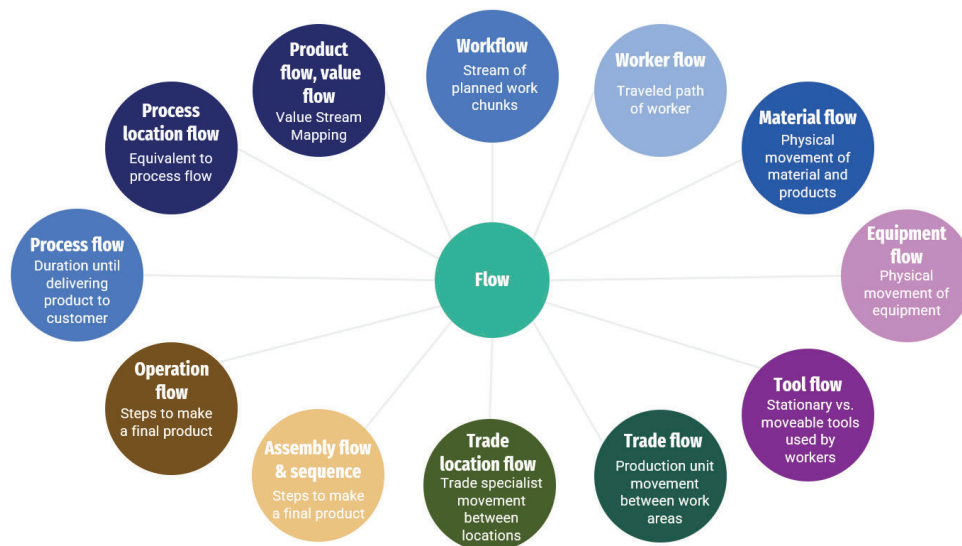 Workflow
Stream of
planned work
chunks
Worker flow
Traveled path
of worker
Material flow
Physical
movement of
material and
products
Equipment
flow
Physical
movement of
equipment
Tool flow
Stationary vs.
moveable tools
used by
workers
Trade flow
Production unit
movement
between work
areas
Trade
location flow
Trade specialist
movement
between
locations
Assembly flow
& sequence
Steps to make
a final product
Operation
flow
Steps to make
a final product
Process flow
Duration until
delivering
product to
customer
Process
location flow
Equivalent to
process flow
Product
flow, value
flow
Value Stream
Mapping
Flow